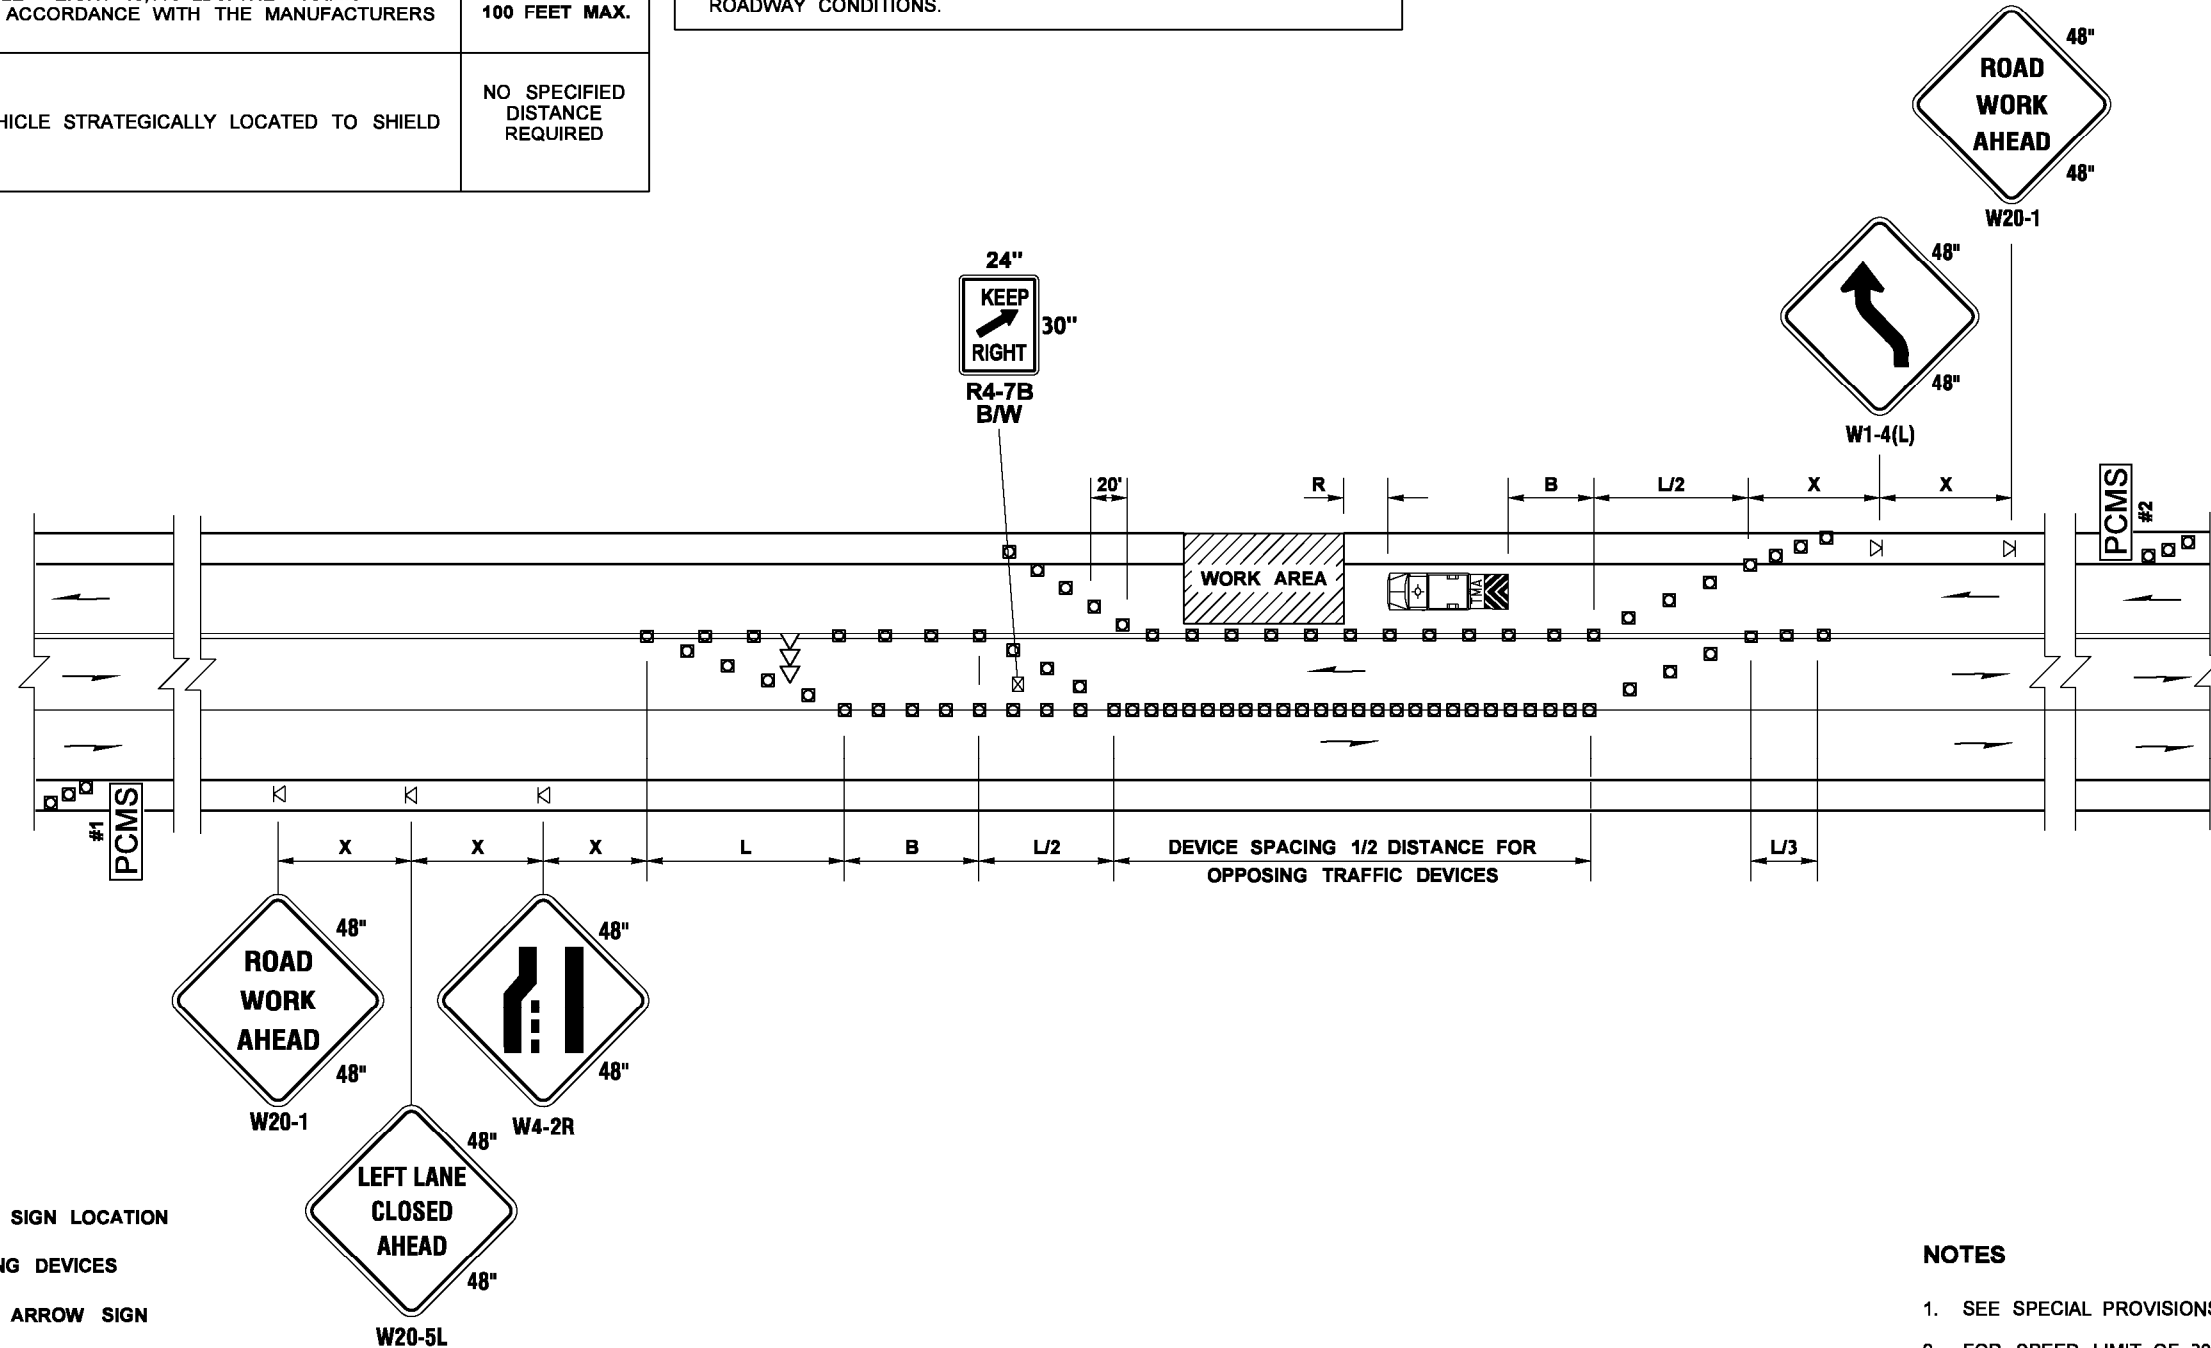 ACCORDANCE WITH THE MANUFACTURERS
100 FEET MAX.
ROADWAY CONDITIONS.
HICLE STRATEGICALLY LOCATED TO SHIELD
NO SPECIFIED
DISTANCE
REQUIRED
ROAD
WORK
AHEAD
48"
48"
W20-1
48"
48"
W1-4(L)
24"
KEEP
RIGHT
30"
R4-7B
B/W
20'
R
B
L/2
X
X
PCMS
#2
WORK AREA
TMA
#1
PCMS
X
X
X
L
B
L/2
DEVICE SPACING 1/2 DISTANCE FOR
OPPOSING TRAFFIC DEVICES
L/3
ROAD
WORK
AHEAD
48"
48"
W20-1
48"
48"
W4-2R
LEFT LANE
CLOSED
AHEAD
48"
48"
W20-5L
SIGN LOCATION
NG DEVICES
ARROW SIGN
NOTES
1. SEE SPECIAL PROVISIONS